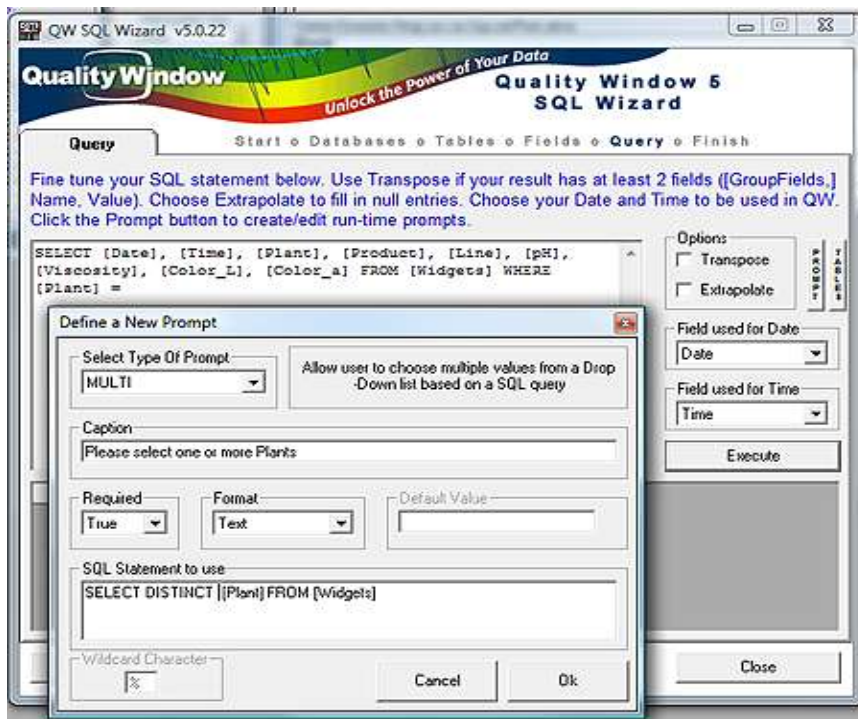 QW SQL Wizard v5.0.22
Quality Window
Unlock the Power of Your Data
Quality Window 5
SQL Wizard
Query
Start o Databases o Tables o Fields o Query o Finish
Fine tune your SQL statement below. Use Transpose if your result has at least 2 fields ([GroupFields,]
Name, Value). Choose Extrapolate to fill in null entries. Choose your Date and Time to be used in QW.
Click the Prompt button to create/edit run-time prompts.
SELECT [Date], [Time], [Plant], [Product], [Line], [pH],
[Viscosity], [Color_L], [Color_a] FROM [Widgets] WHERE
[Plant] =
Options
Transpose
Extrapolate
PROMPT
TABLES
Field used for Date
Date
Field used for Time
Time
Execute
Define a New Prompt
Select Type Of Prompt
MULTI
Allow user to choose multiple values from a Drop
-Down list based on a SQL query
Caption
Please select one or more Plants
Required
True
Format
Text
Default Value
SQL Statement to use
SELECT DISTINCT [Plant] FROM [Widgets]
Wildcard Character
%
Cancel
Ok
Close